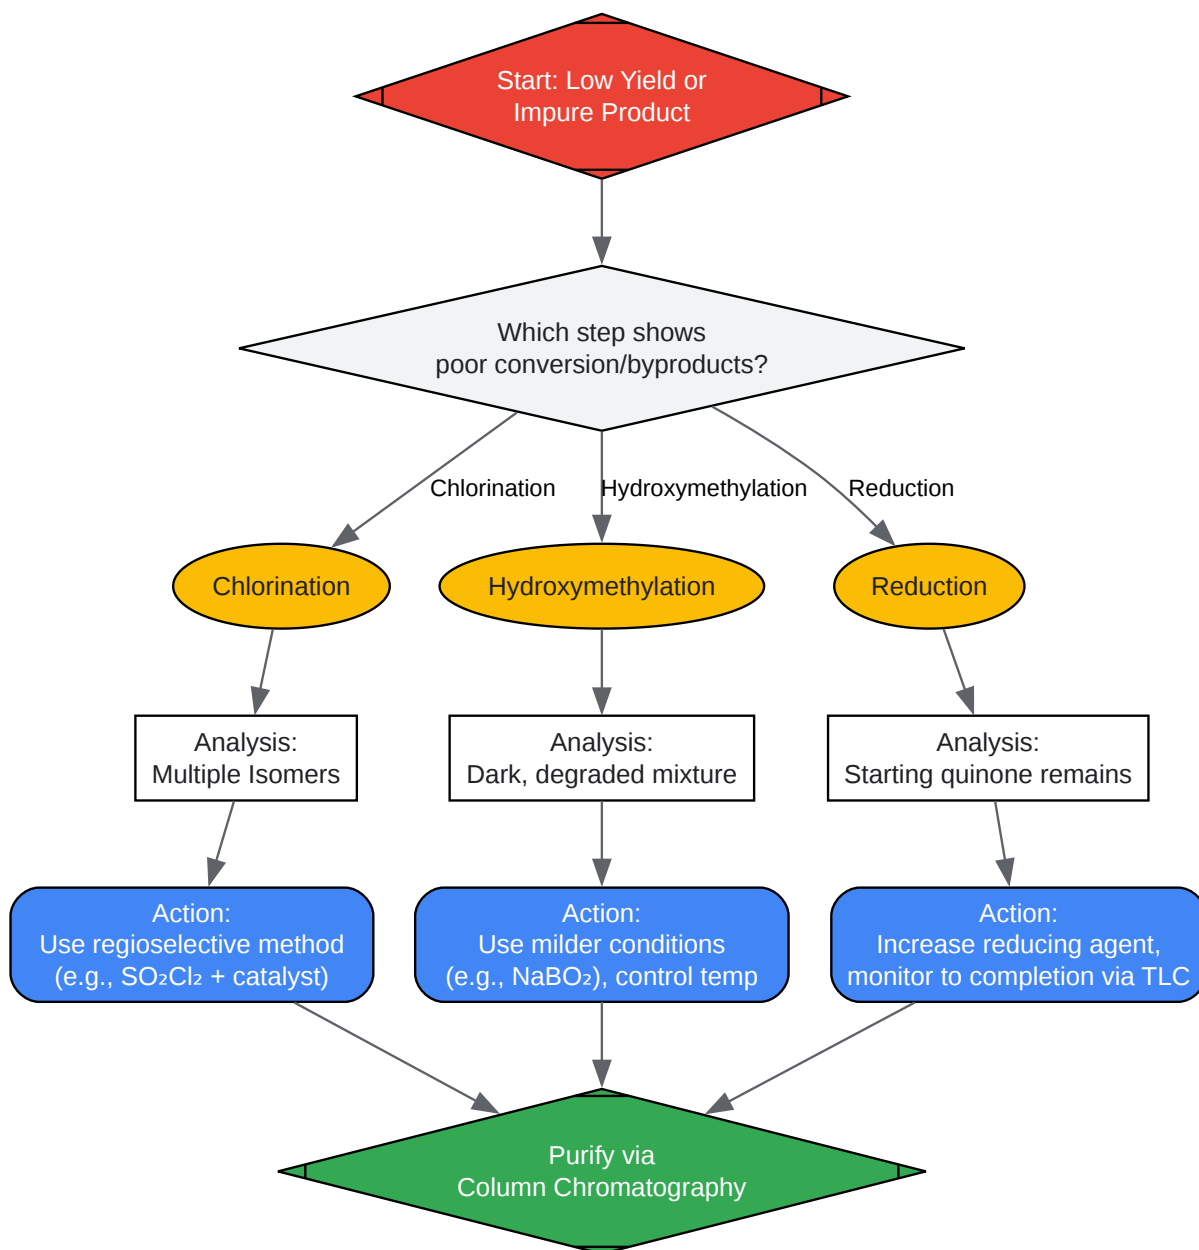 Start: Low Yield or
Impure Product
Which step shows
poor conversion/byproducts?
Chlorination
Hydroxymethylation
Reduction
Chlorination
Hydroxymethylation
Reduction
Analysis:
Multiple Isomers
Analysis:
Dark, degraded mixture
Analysis:
Starting quinone remains
Action:
Use regioselective method
(e.g., SO₂Cl₂ + catalyst)
Action:
Use milder conditions
(e.g., NaBO₂), control temp
Action:
Increase reducing agent,
monitor to completion via TLC
Purify via
Column Chromatography